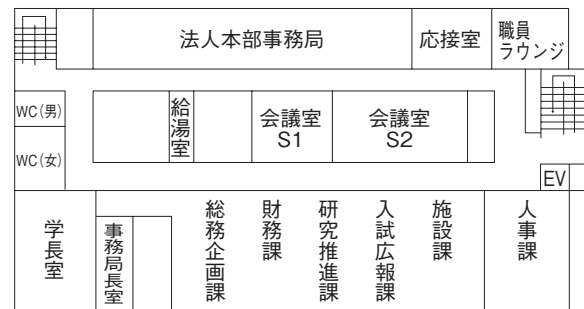 法人本部事務局
応接室
職員
ラウンジ
WC(男)
WC(女)
給湯室
会議室
S1
会議室
S2
EV
学長室
事務局長室
総務企画課
財務課
研究推進課
入試広報課
施設課
人事課